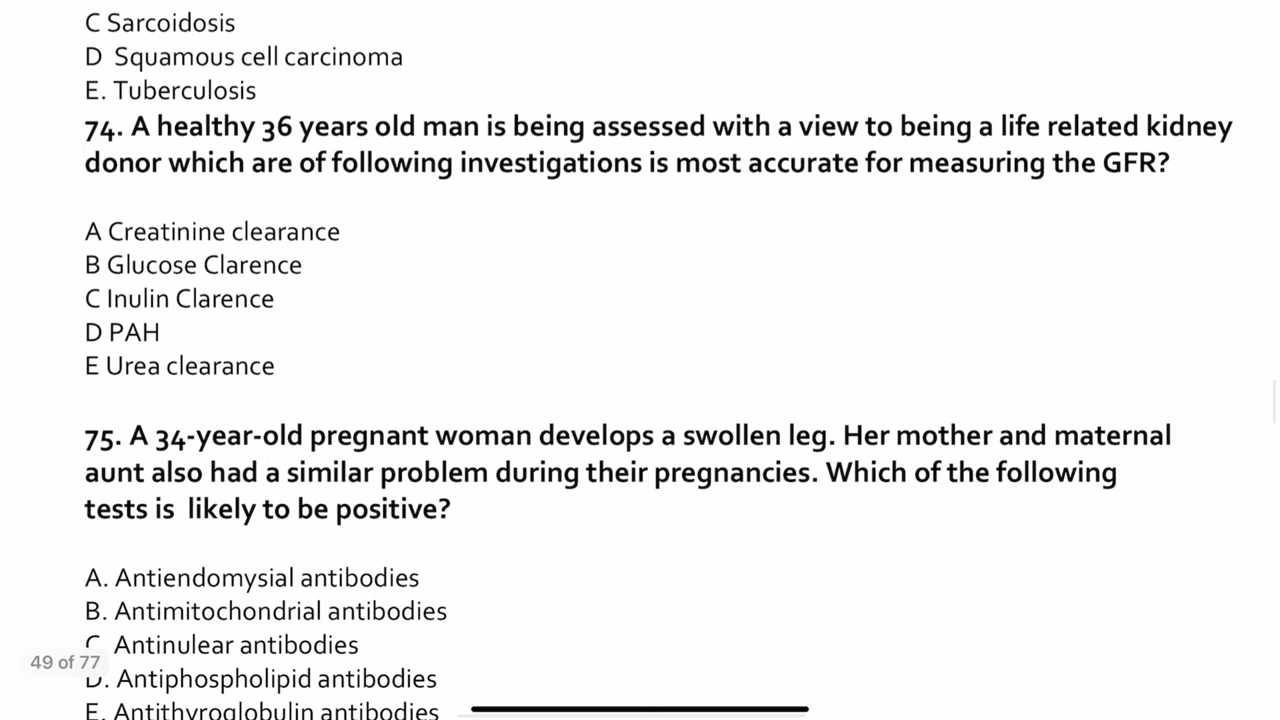 C Sarcoidosis
D Squamous cell carcinoma
E. Tuberculosis
74. A healthy 36 years old man is being assessed with a view to being a life related kidney
donor which are of following investigations is most accurate for measuring the GFR?
A Creatinine clearance
B Glucose Clarence
C Inulin Clarence
D PAH
E Urea clearance
75. A 34-year-old pregnant woman develops a swollen leg. Her mother and maternal
aunt also had a similar problem during their pregnancies. Which of the following
tests is likely to be positive?
A. Antiendomysial antibodies
B. Antimitochondrial antibodies
C. Antinulear antibodies
49 of 77
D. Antiphospholipid antibodies
E. Antithyroglobulin antibodies